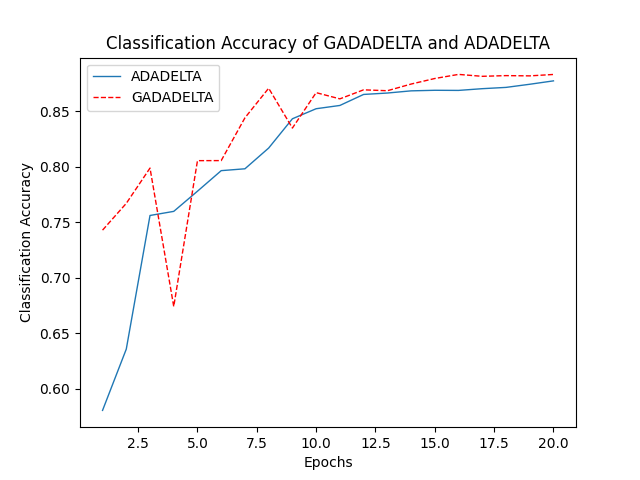 Classification Accuracy of GADADELTA and ADADELTA
ADADELTA
GADADELTA
Classification Accuracy
0.85
0.80
0.75
0.70
0.65
0.60
2.5 5.0 7.5 10.0 12.5 15.0 17.5 20.0
Epochs